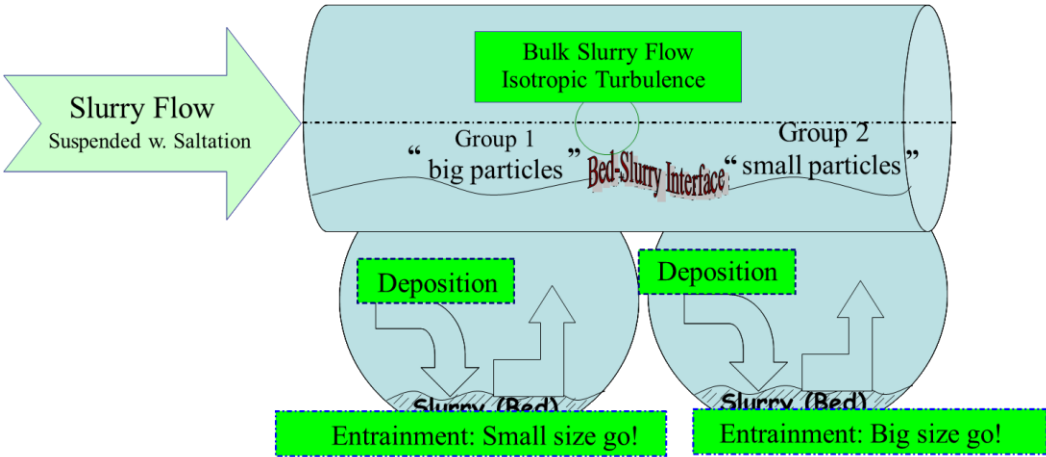 Bulk Slurry Flow
Isotropic Turbulence
Slurry Flow
Suspended w. Saltation
Group 1
“ big particles ”
Group 2
“ small particles ”
Bed-Slurry Interface
Deposition
Deposition
Slurry (Bed)
Slurry (Bed)
Entrainment: Small size go!
Entrainment: Big size go!